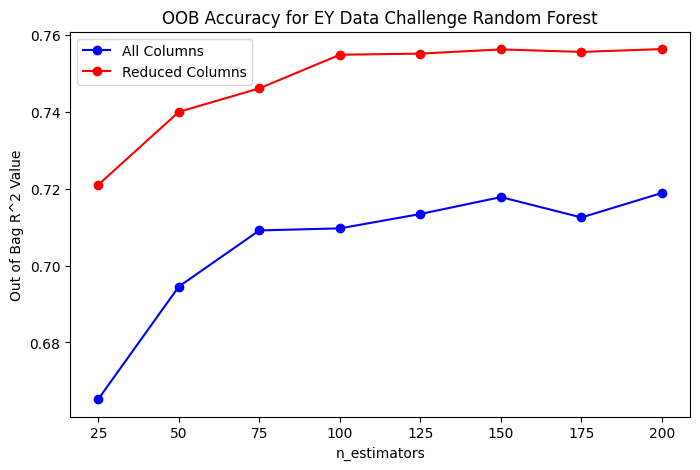 OOB Accuracy for EY Data Challenge Random Forest
All Columns
Reduced Columns
Out of Bag R^2 Value
0.76
0.74
0.72
0.70
0.68
25 50 75 100 125 150 175 200
n_estimators